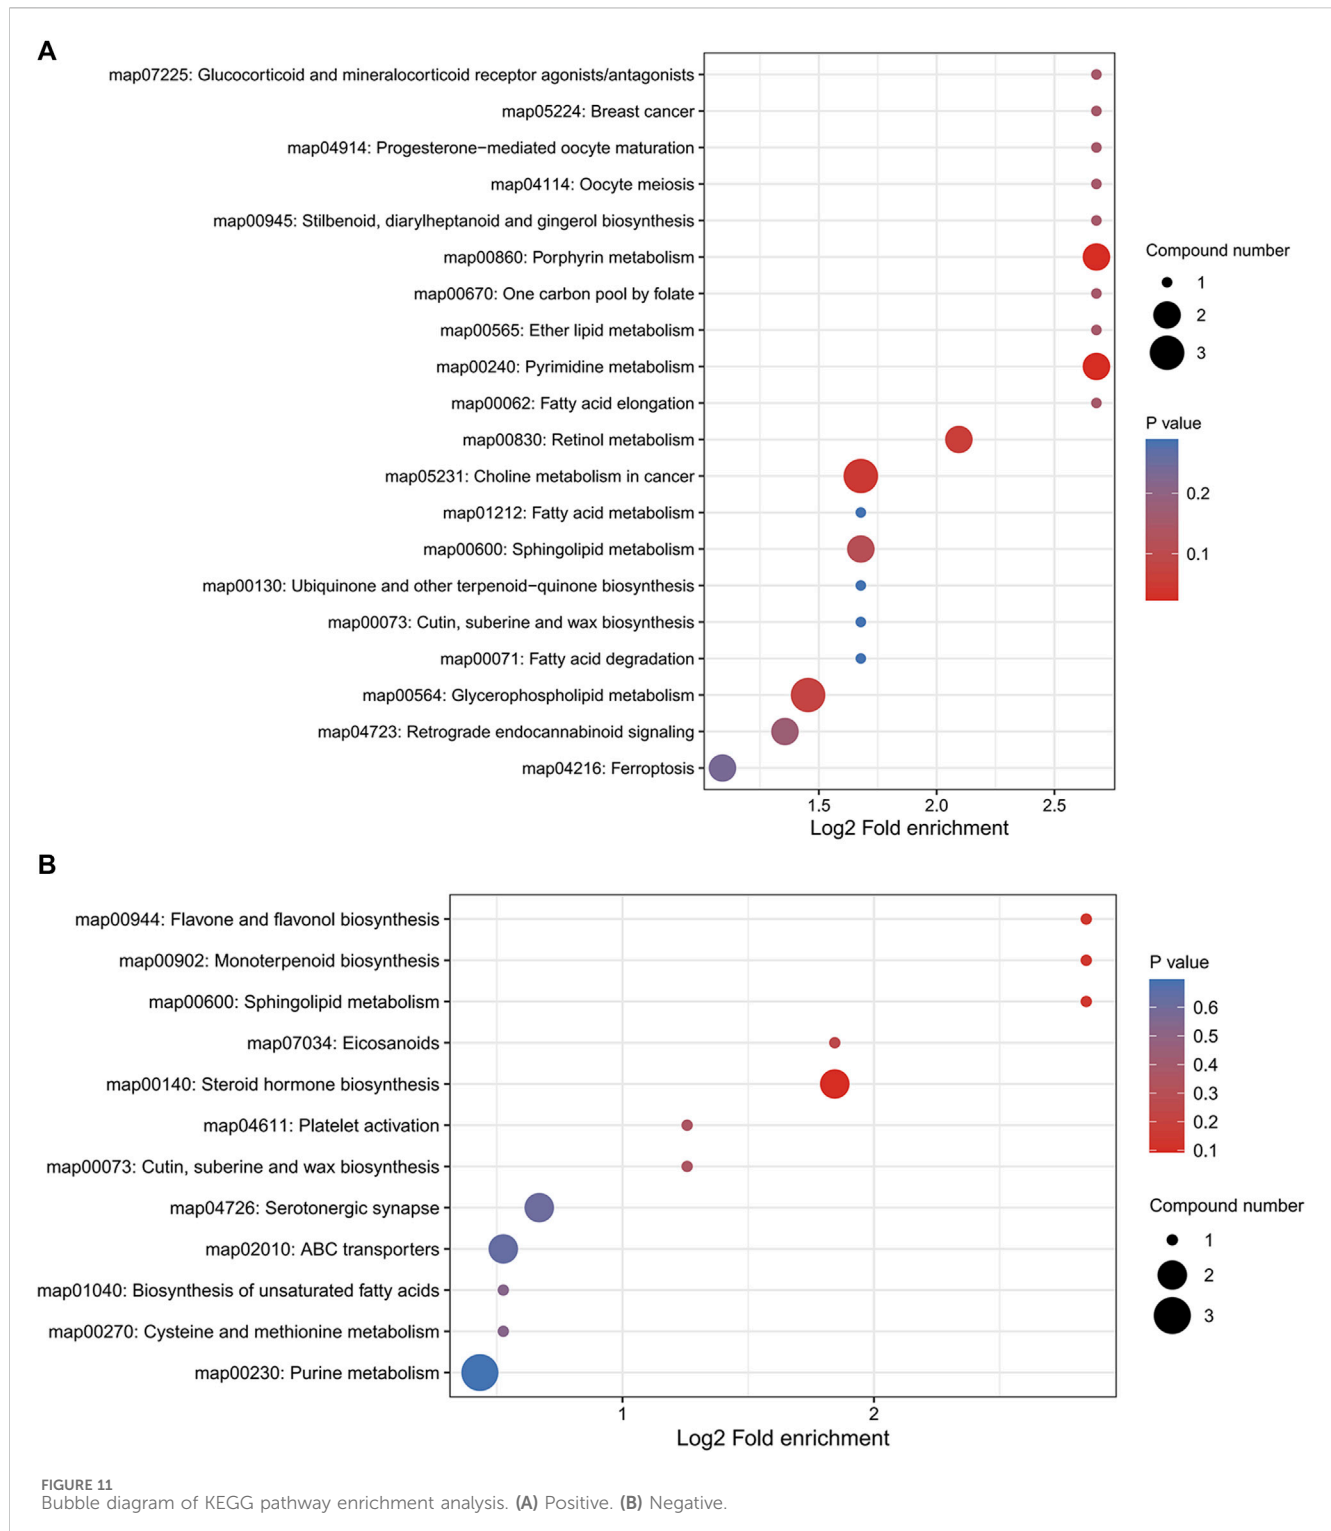 A
map07225: Glucocorticoid and mineralocorticoid receptor agonists/antagonists
map05224: Breast cancer
map04914: Progesterone−mediated oocyte maturation
map04114: Oocyte meiosis
map00945: Stilbenoid, diarylheptanoid and gingerol biosynthesis
map00860: Porphyrin metabolism
map00670: One carbon pool by folate
map00565: Ether lipid metabolism
map00240: Pyrimidine metabolism
map00062: Fatty acid elongation
map00830: Retinol metabolism
map05231: Choline metabolism in cancer
map01212: Fatty acid metabolism
map00600: Sphingolipid metabolism
map00130: Ubiquinone and other terpenoid−quinone biosynthesis
map00073: Cutin, suberine and wax biosynthesis
map00071: Fatty acid degradation
map00564: Glycerophospholipid metabolism
map04723: Retrograde endocannabinoid signaling
map04216: Ferroptosis
1.5 2.0 2.5
Log2 Fold enrichment
Compound number
1
2
3
P value
0.2
0.1
B
map00944: Flavone and flavonol biosynthesis
map00902: Monoterpenoid biosynthesis
map00600: Sphingolipid metabolism
map07034: Eicosanoids
map00140: Steroid hormone biosynthesis
map04611: Platelet activation
map00073: Cutin, suberine and wax biosynthesis
map04726: Serotonergic synapse
map02010: ABC transporters
map01040: Biosynthesis of unsaturated fatty acids
map00270: Cysteine and methionine metabolism
map00230: Purine metabolism
1 2
Log2 Fold enrichment
P value
0.6
0.5
0.4
0.3
0.2
0.1
Compound number
1
2
3
FIGURE 11
Bubble diagram of KEGG pathway enrichment analysis. (A) Positive. (B) Negative.